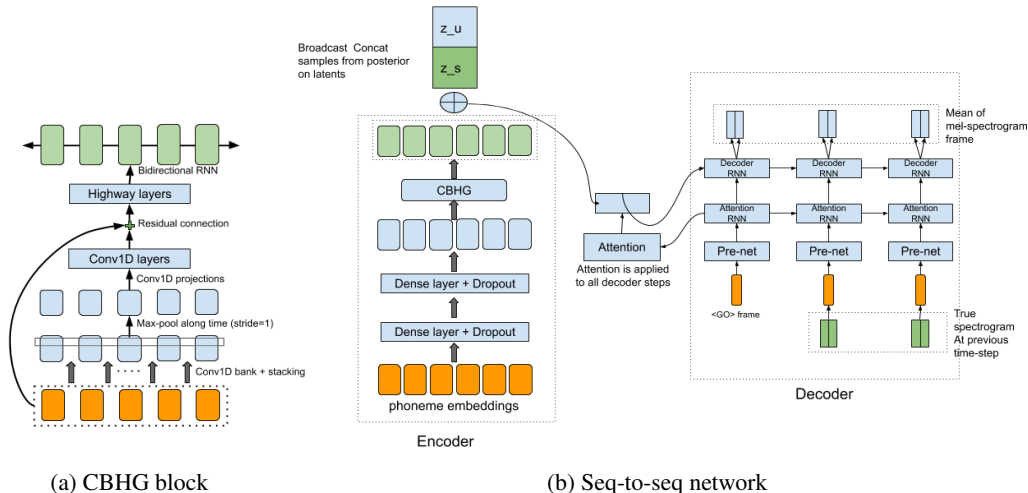 Bidirectional RNN
Highway layers
Residual connection
Conv1D layers
Conv1D projections
Max-pool along time (stride=1)
Conv1D bank + stacking
(a) CBHG block
Broadcast Concat
samples from posterior
on latents
z_u
z_s
CBHG
Dense layer + Dropout
Dense layer + Dropout
phoneme embeddings
Encoder
Attention
Attention is applied
to all decoder steps
Mean of
mel-spectrogram
frame
Decoder
RNN
Decoder
RNN
Decoder
RNN
Attention
RNN
Attention
RNN
Attention
RNN
Pre-net
Pre-net
Pre-net
<GO> frame
True
spectrogram
At previous
time-step
Decoder
(b) Seq-to-seq network